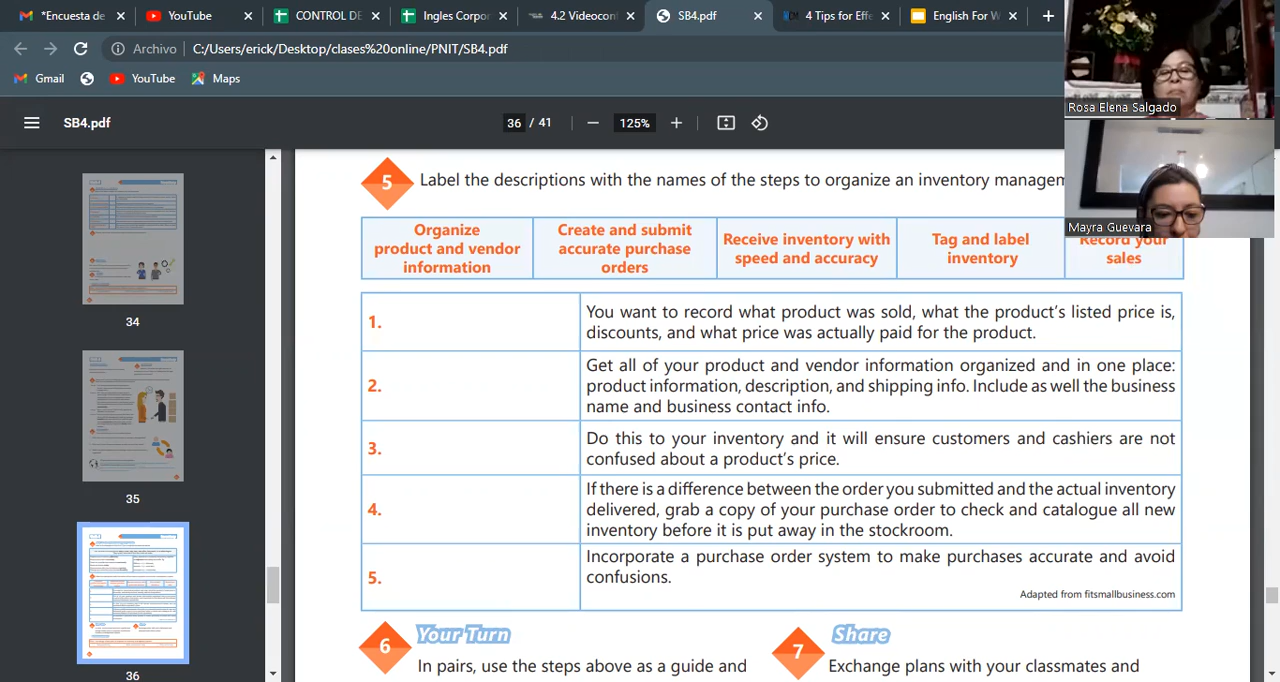 *Encuesta de
YouTube
CONTROL DE
Ingles Corpor
4.2 Videocont
SB4.pdf
4 Tips for Effe
English For W
Archivo
C:/Users/erick/Desktop/clases%20online/PNIT/SB4.pdf
Gmail
YouTube
Maps
SB4.pdf
36 / 41
125%
Rosa Elena Salgado
Mayra Guevara
34
35
36
5 Label the descriptions with the names of the steps to organize an inventory managem
Organize
product and vendor
information
Create and submit
accurate purchase
orders
Receive inventory with
speed and accuracy
Tag and label
inventory
Record your
sales
1.
You want to record what product was sold, what the product's listed price is,
discounts, and what price was actually paid for the product.
2.
Get all of your product and vendor information organized and in one place:
product information, description, and shipping info. Include as well the business
name and business contact info.
3.
Do this to your inventory and it will ensure customers and cashiers are not
confused about a product's price.
4.
If there is a difference between the order you submitted and the actual inventory
delivered, grab a copy of your purchase order to check and catalogue all new
inventory before it is put away in the stockroom.
5.
Incorporate a purchase order system to make purchases accurate and avoid
confusions.
Adapted from fitsmallbusiness.com
6 Your Turn
In pairs, use the steps above as a guide and
7 Share
Exchange plans with your classmates and